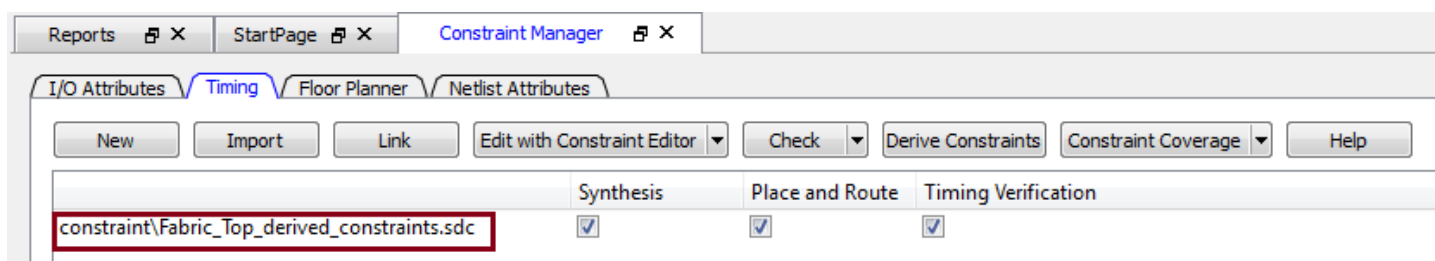 Reports StartPage Constraint Manager
I/O Attributes Timing Floor Planner Netlist Attributes
New Import Link Edit with Constraint Editor Check Derive Constraints Constraint Coverage Help
Synthesis Place and Route Timing Verification
constraint\Fabric_Top_derived_constraints.sdc